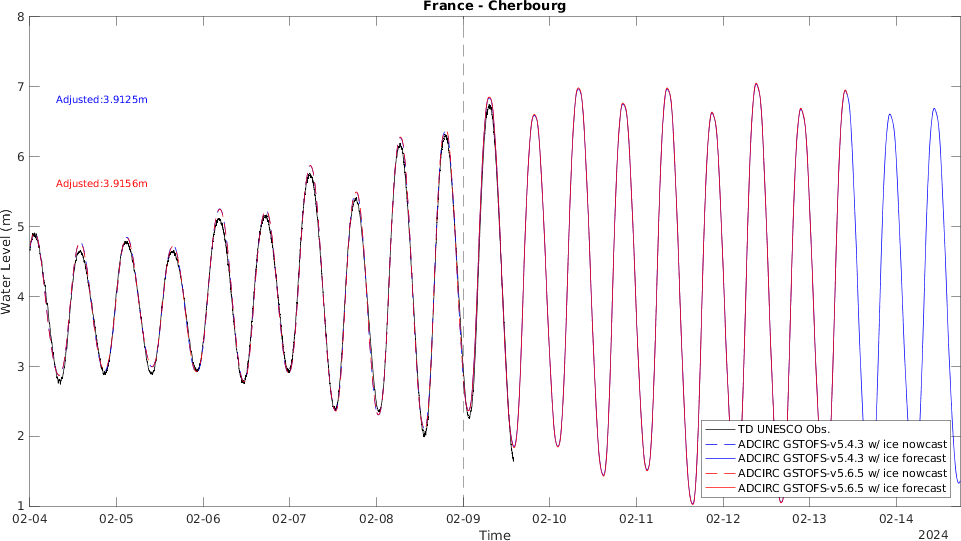 France - Cherbourg
8
7
6
5
4
3
2
1
Water Level (m)
Adjusted:3.9125m
Adjusted:3.9156m
TD UNESCO Obs.
ADCIRC GSTOFS-v5.4.3 w/ ice nowcast
ADCIRC GSTOFS-v5.4.3 w/ ice forecast
ADCIRC GSTOFS-v5.6.5 w/ ice nowcast
ADCIRC GSTOFS-v5.6.5 w/ ice forecast
02-04 02-05 02-06 02-07 02-08 02-09 02-10 02-11 02-12 02-13 02-14
Time
2024